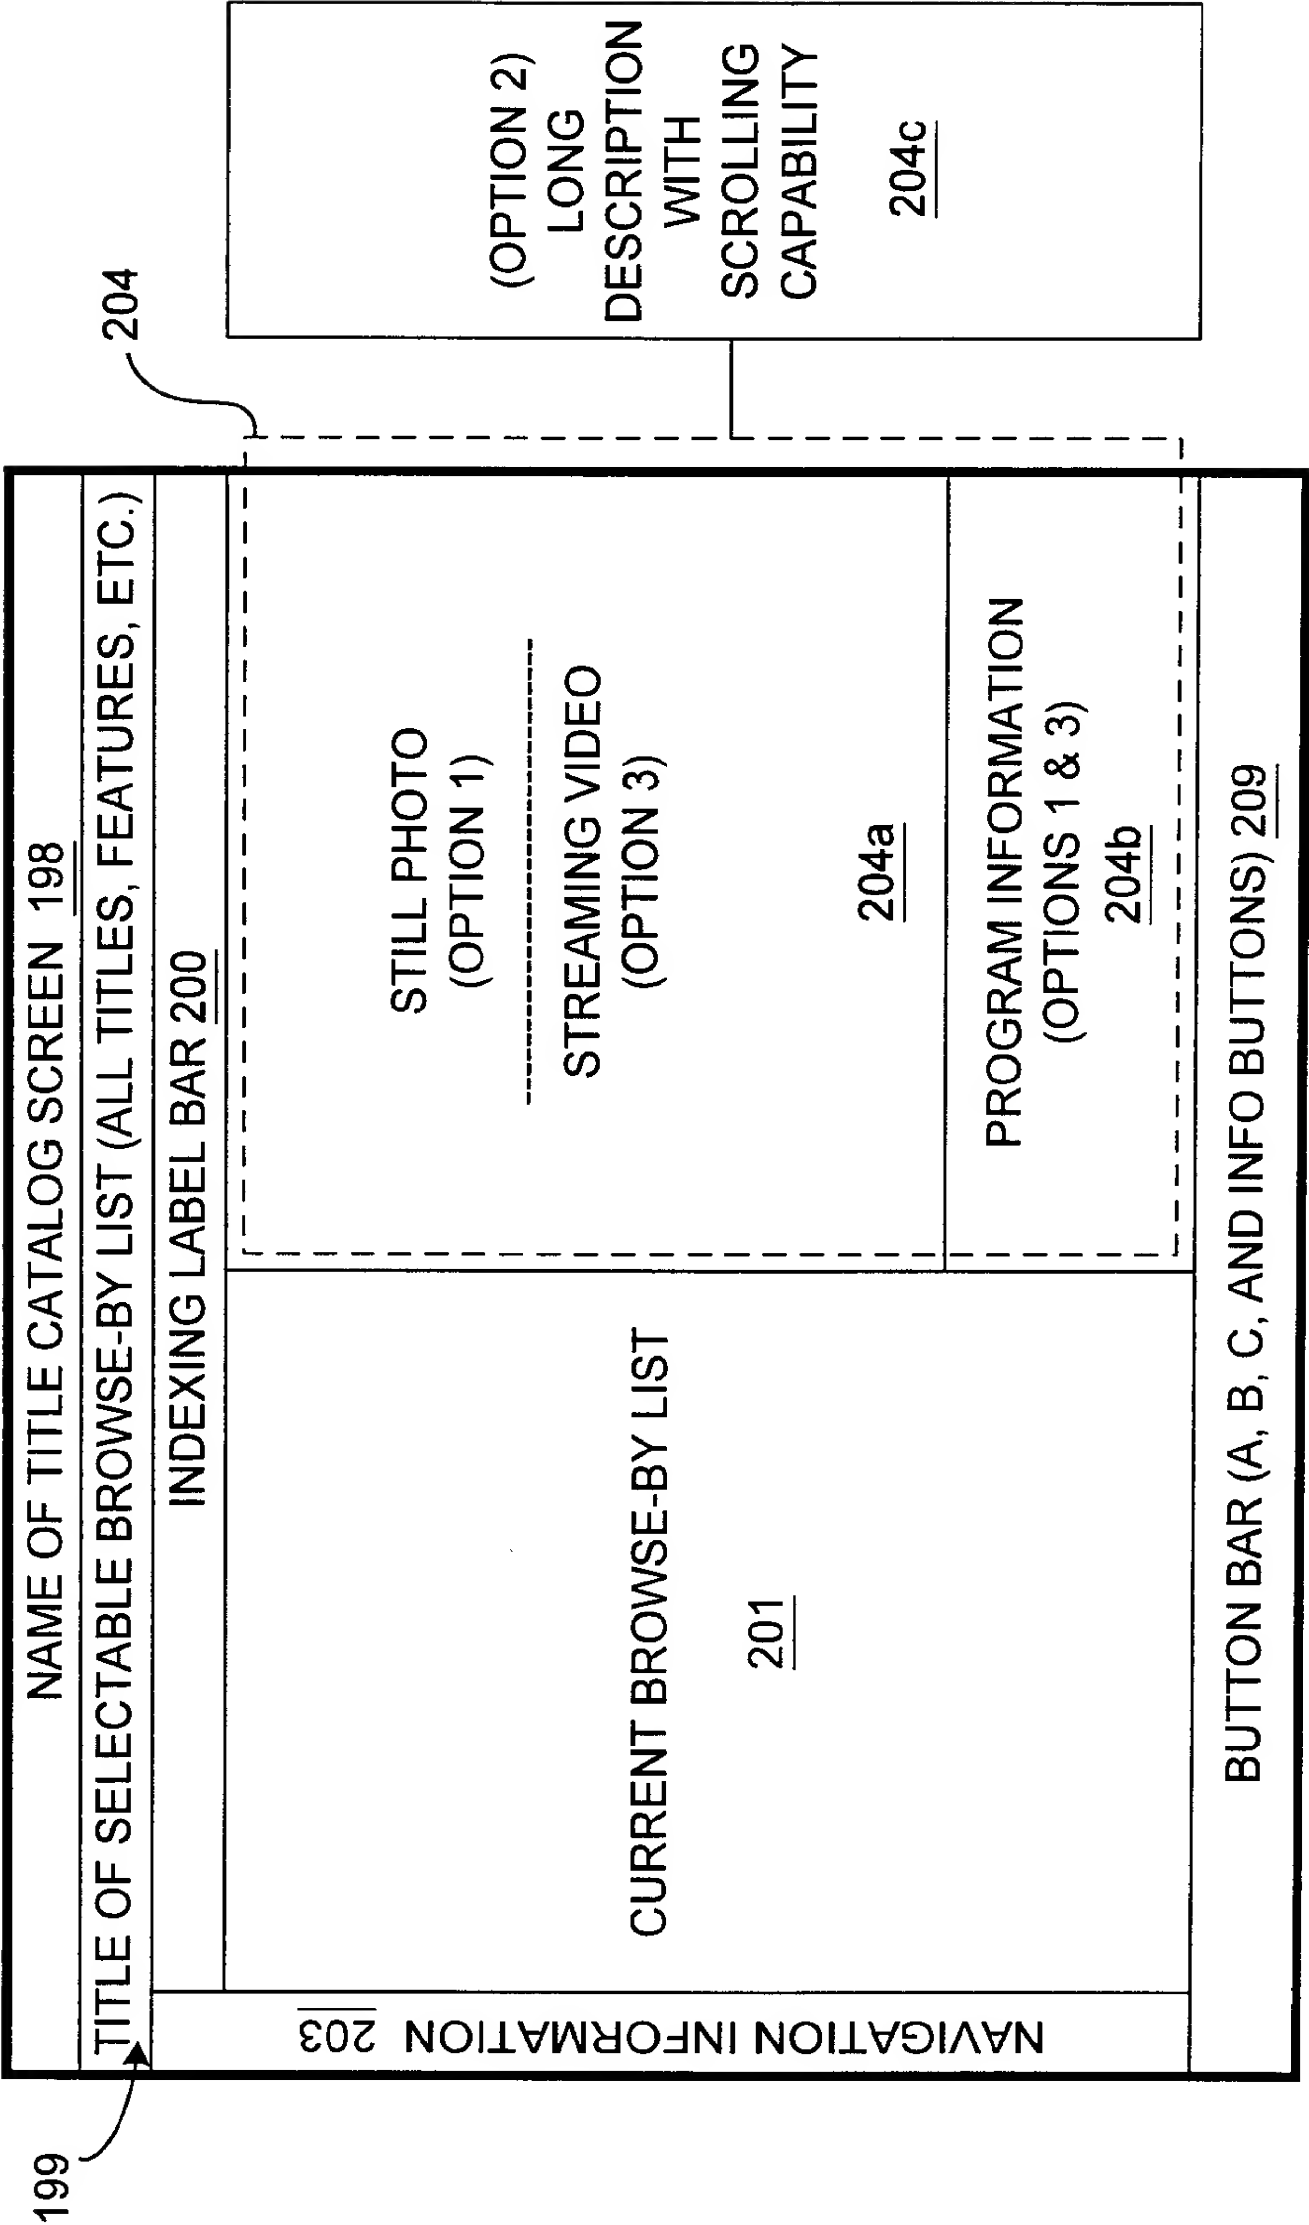 NAME OF TITLE CATALOG SCREEN 198
199
TITLE OF SELECTABLE BROWSE-BY LIST (ALL TITLES, FEATURES, ETC.)
204
INDEXING LABEL BAR 200
NAVIGATION INFORMATION 203
CURRENT BROWSE-BY LIST
201
STILL PHOTO
(OPTION 1)
STREAMING VIDEO
(OPTION 3)
204a
PROGRAM INFORMATION
(OPTIONS 1 & 3)
204b
(OPTION 2)
LONG
DESCRIPTION
WITH
SCROLLING
CAPABILITY
204c
BUTTON BAR (A, B, C, AND INFO BUTTONS) 209